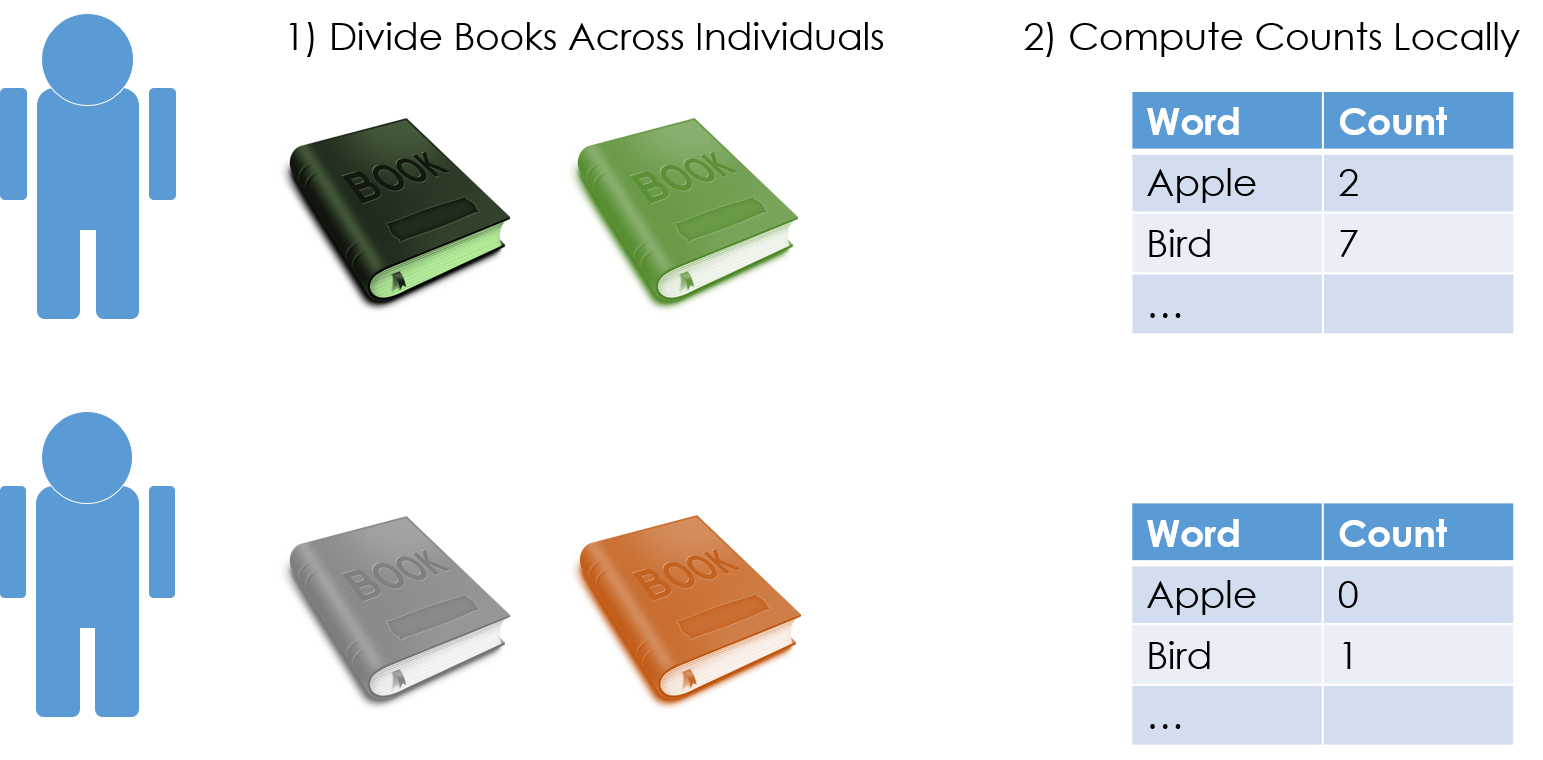 1) Divide Books Across Individuals
2) Compute Counts Locally
BOOK
BOOK
Word Count
Apple 2
Bird 7
…
BOOK
BOOK
Word Count
Apple 0
Bird 1
…